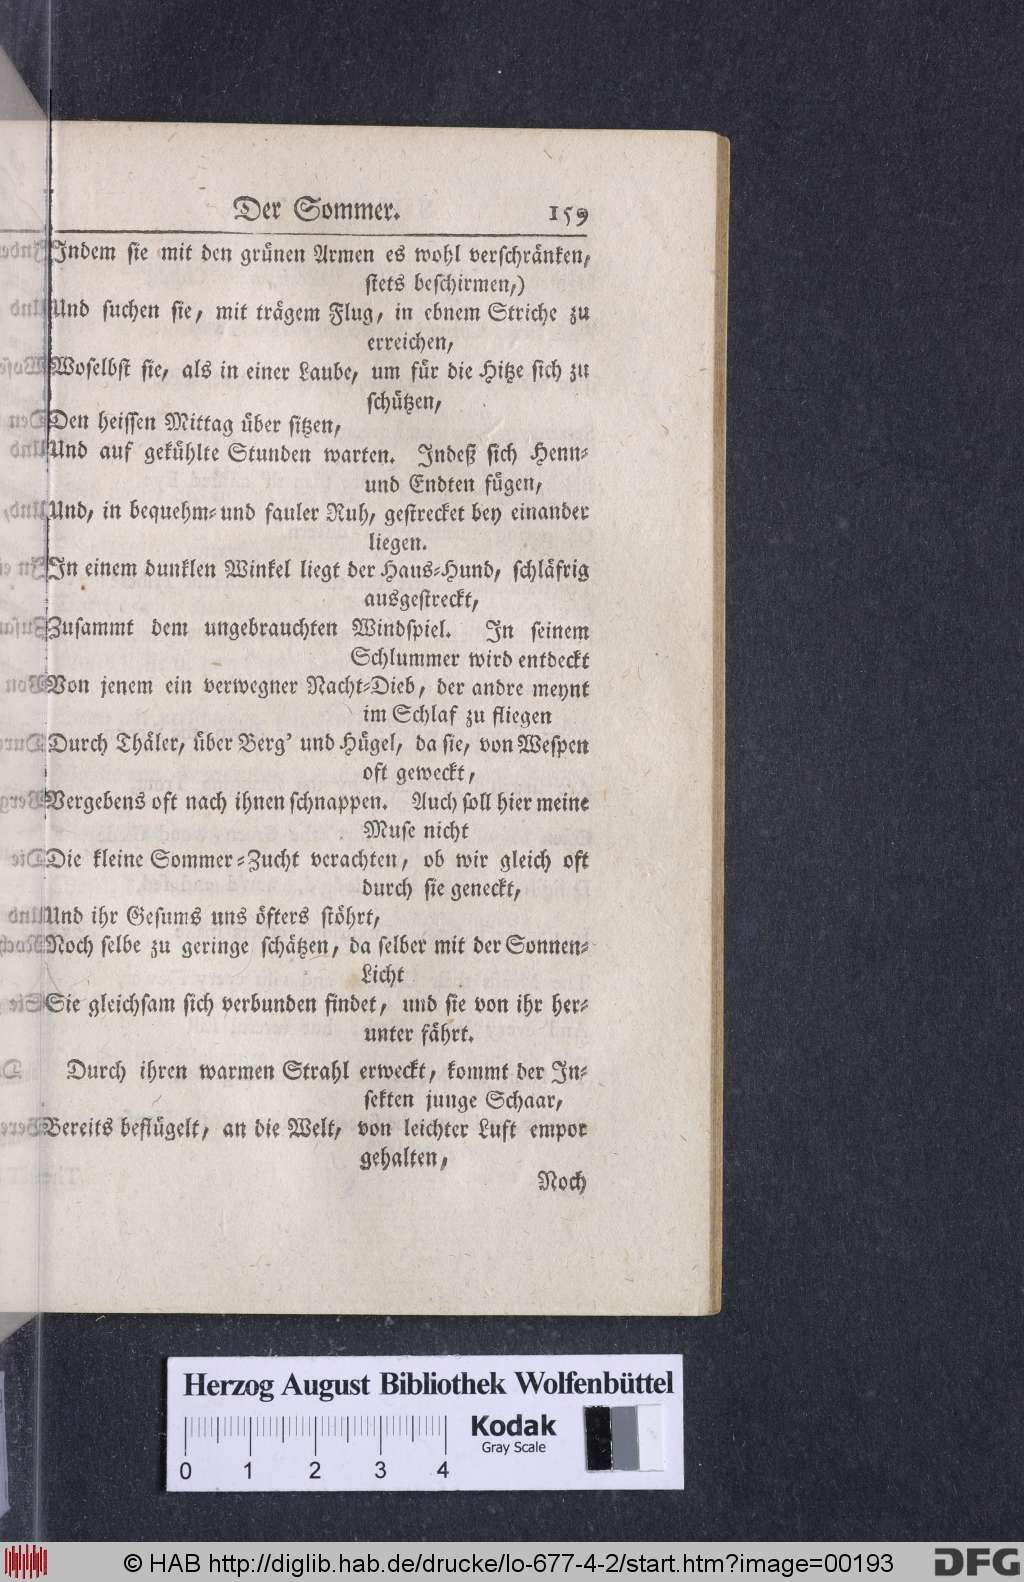 Der Sommer. 159
Indem sie mit den grünen Armen es wohl verschränken,
stets beschirmen,)
Und suchen sie, mit trägem Flug, in ebnem Striche zu
erreichen,
Woselbst sie, als in einer Laube, um für die Hitze sich zu
schützen,
Den heissen Mittag über sitzen,
Und auf gekühlte Stunden warten. Indeß sich Henn-
und Endten fügen,
Und, in bequehm- und fauler Ruh, gestrecket bey einander
liegen.
In einem dunklen Winkel liegt der Haus-Hund, schläfrig
ausgestreckt,
Zusammt dem ungebrauchten Windspiel. In seinem
Schlummer wird entdeckt
Von jenem ein verwegner Nacht-Dieb, der andre meynt
im Schlaf zu fliegen
Durch Thäler, über Berg' und Hügel, da sie, von Wespen
oft geweckt,
Vergebens oft nach ihnen schnappen. Auch soll hier meine
Muse nicht
Die kleine Sommer-Zucht verachten, ob wir gleich oft
durch sie geneckt,
Und ihr Gesums uns öfters stöhrt,
Noch selbe zu geringe schätzen, da selber mit der Sonnen-
Licht
Sie gleichsam sich verbunden findet, und sie von ihr her-
unter fährt.
Durch ihren warmen Strahl erweckt, kommt der In-
sekten junge Schaar,
Bereits beflügelt, an die Welt, von leichter Luft empor
gehalten,
Noch
Herzog August Bibliothek Wolfenbüttel
Kodak
Gray Scale
0 1 2 3 4
© HAB http://diglib.hab.de/drucke/lo-677-4-2/start.htm?image=00193
DFG